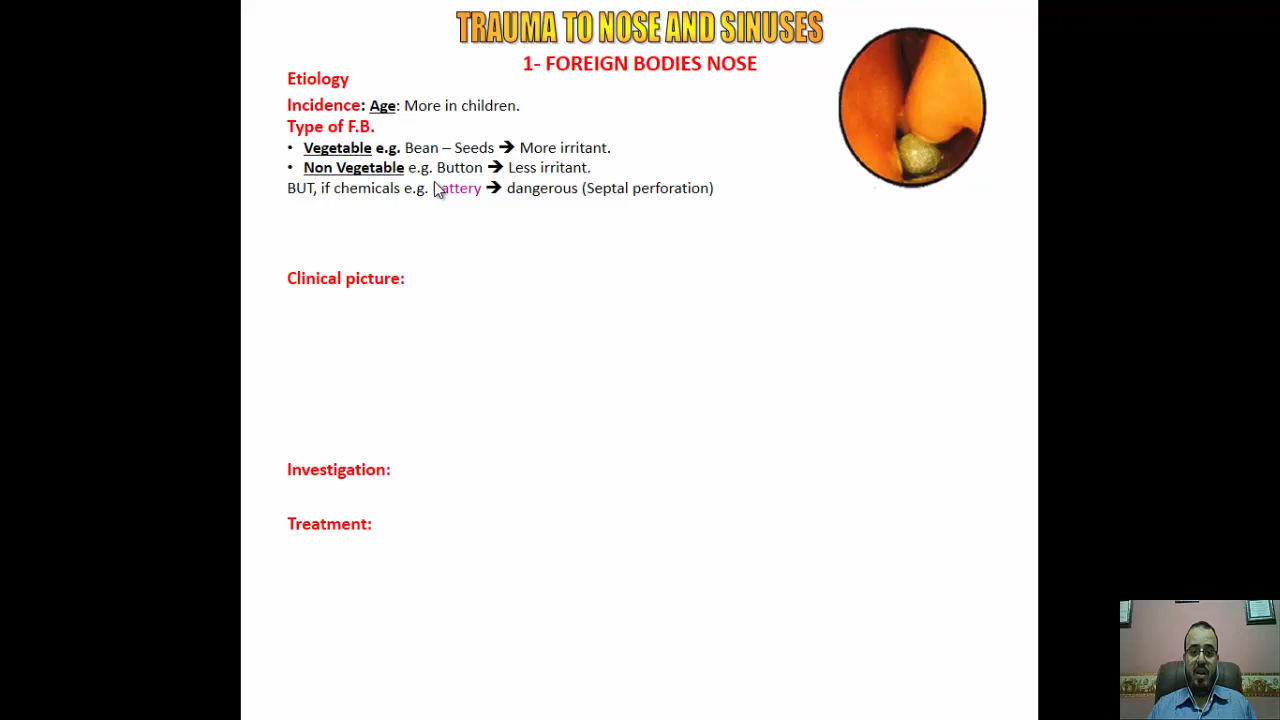 TRAUMA TO NOSE AND SINUSES
1- FOREIGN BODIES NOSE
Etiology
Incidence: Age: More in children.
Type of F.B.
• Vegetable e.g. Bean – Seeds ➔ More irritant.
• Non Vegetable e.g. Button ➔ Less irritant.
BUT, if chemicals e.g. battery ➔ dangerous (Septal perforation)
Clinical picture:
Investigation:
Treatment: